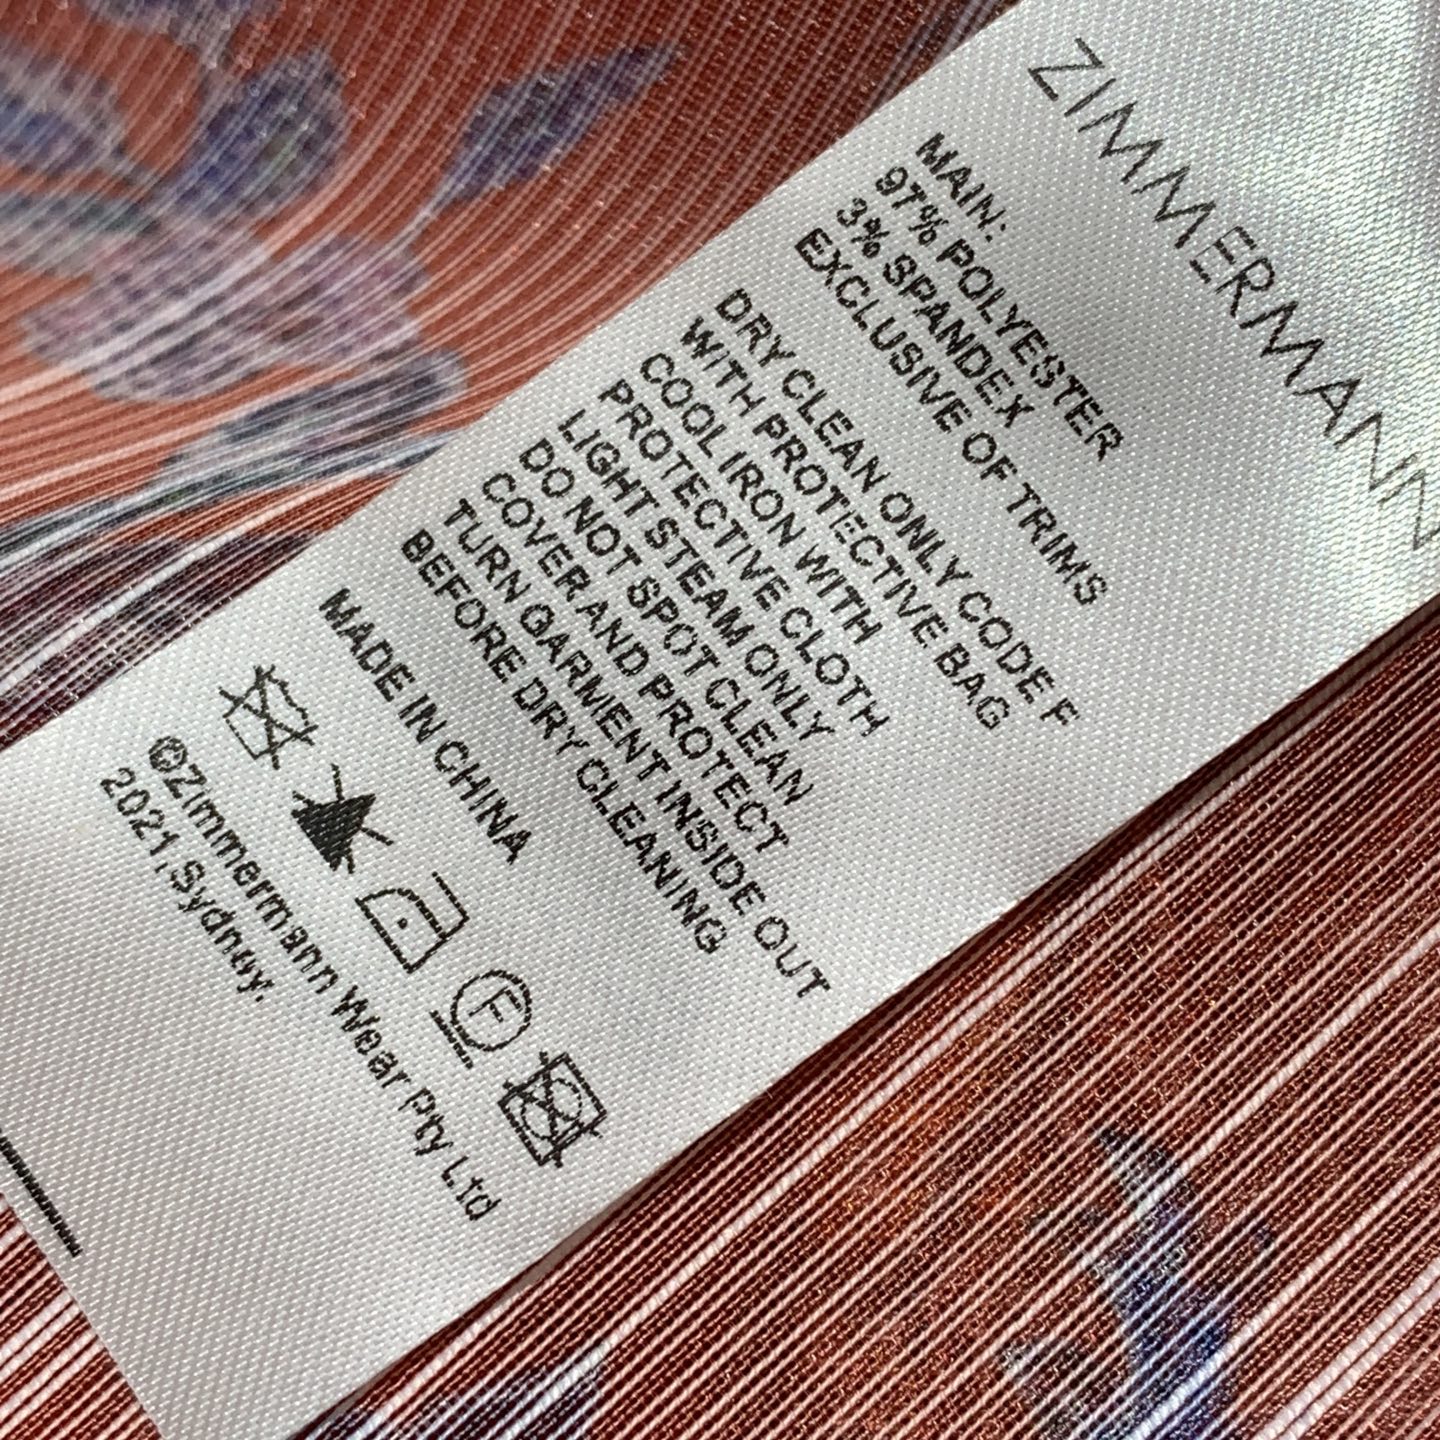 ZIMMERMANN
MAIN:
97% POLYESTER
3% SPANDEX
EXCLUSIVE OF TRIMS
DRY CLEAN ONLY CODE F
WITH PROTECTIVE BAG
COOL IRON WITH
PROTECTIVE CLOTH
LIGHT STEAM ONLY
DO NOT SPOT CLEAN
COVER AND PROTECT
TURN GARMENT INSIDE OUT
BEFORE DRY CLEANING
MADE IN CHINA
F
©Zimmermann Wear Pty Ltd
2021,Sydney.